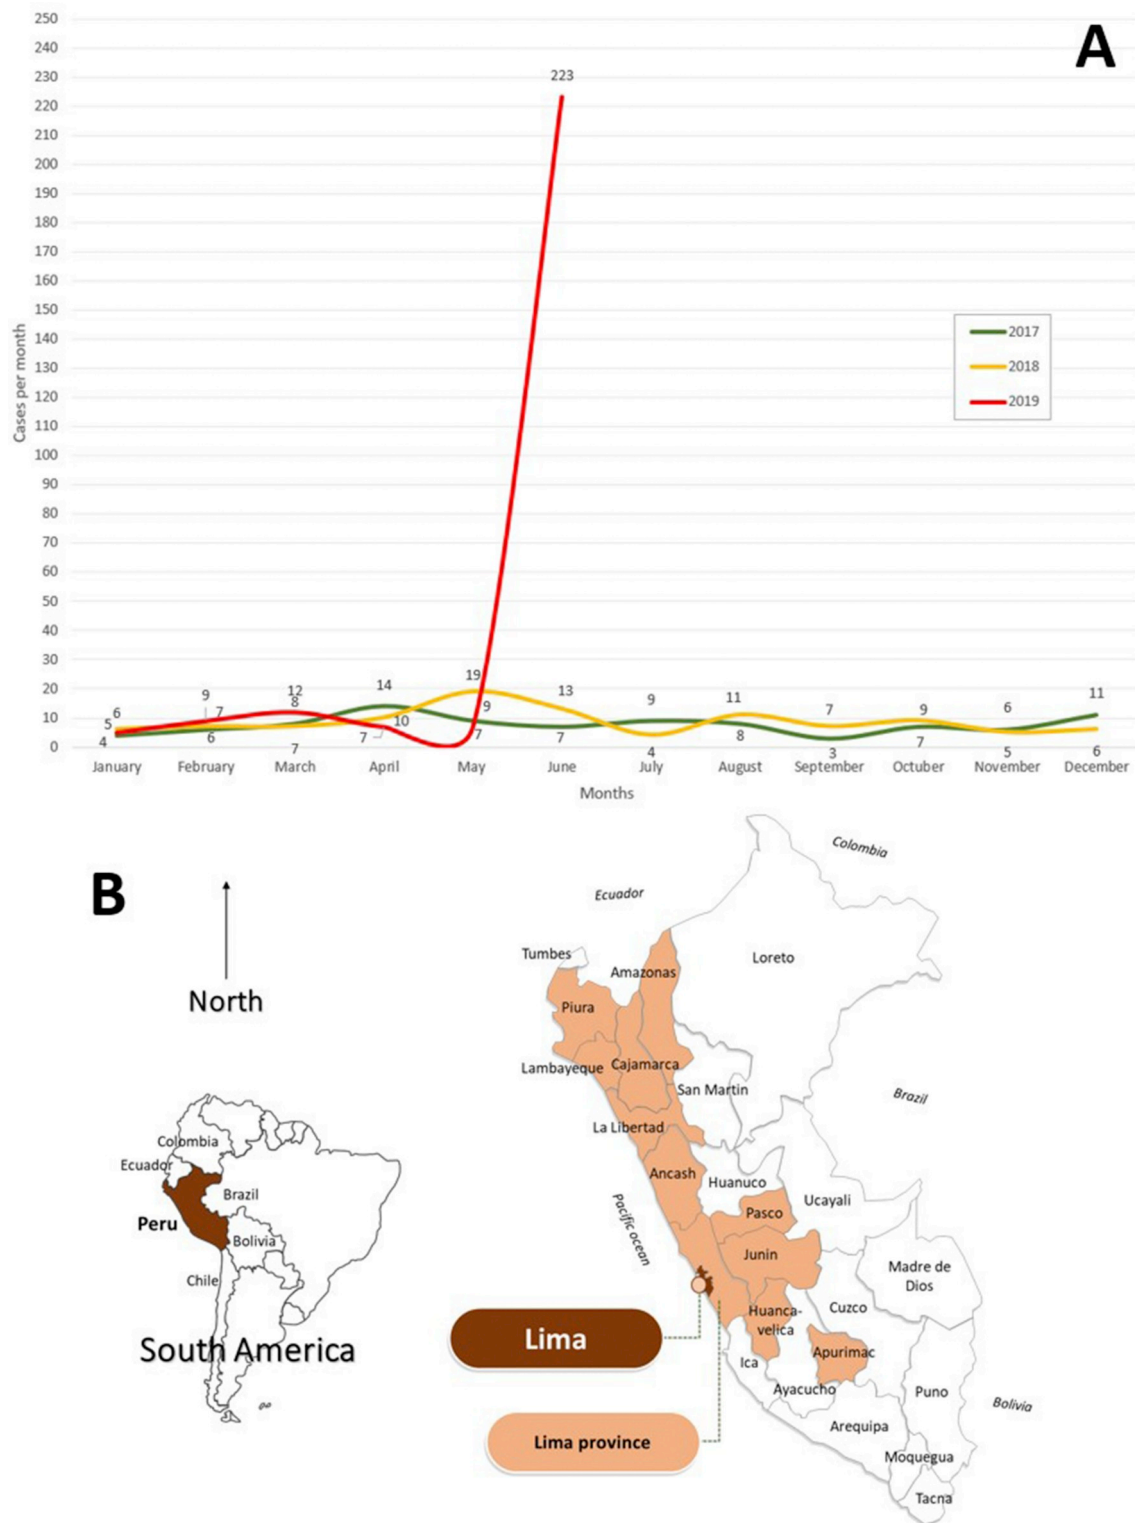 250
A
240
230
223
220
210
200
190
180
170
160
150
2017
140
2018
130
2019
120
110
100
90
80
70
60
50
40
30
20
10
0
Cases per month
6
5
4
9
7
6
12
8
7
14
10
7
19
9
7
13
7
9
4
11
8
7
3
9
7
6
5
11
6
January February March April May June July August September Octuber November December
Months
B
North
Colombia
Ecuador
Peru
Brazil
Bolivia
Chile
South America
Colombia
Ecuador
Tumbes
Amazonas
Loreto
Piura
Lambayeque
Cajamarca
San Martin
Brazil
La Libertad
Ancash
Huanuco
Ucayali
Pasco
Pacific ocean
Junin
Madre de
Dios
Cuzco
Huanca-
velica
Lima
Apurimac
Ica
Ayacucho
Puno
Bolivia
Arequipa
Lima province
Moquegua
Tacna